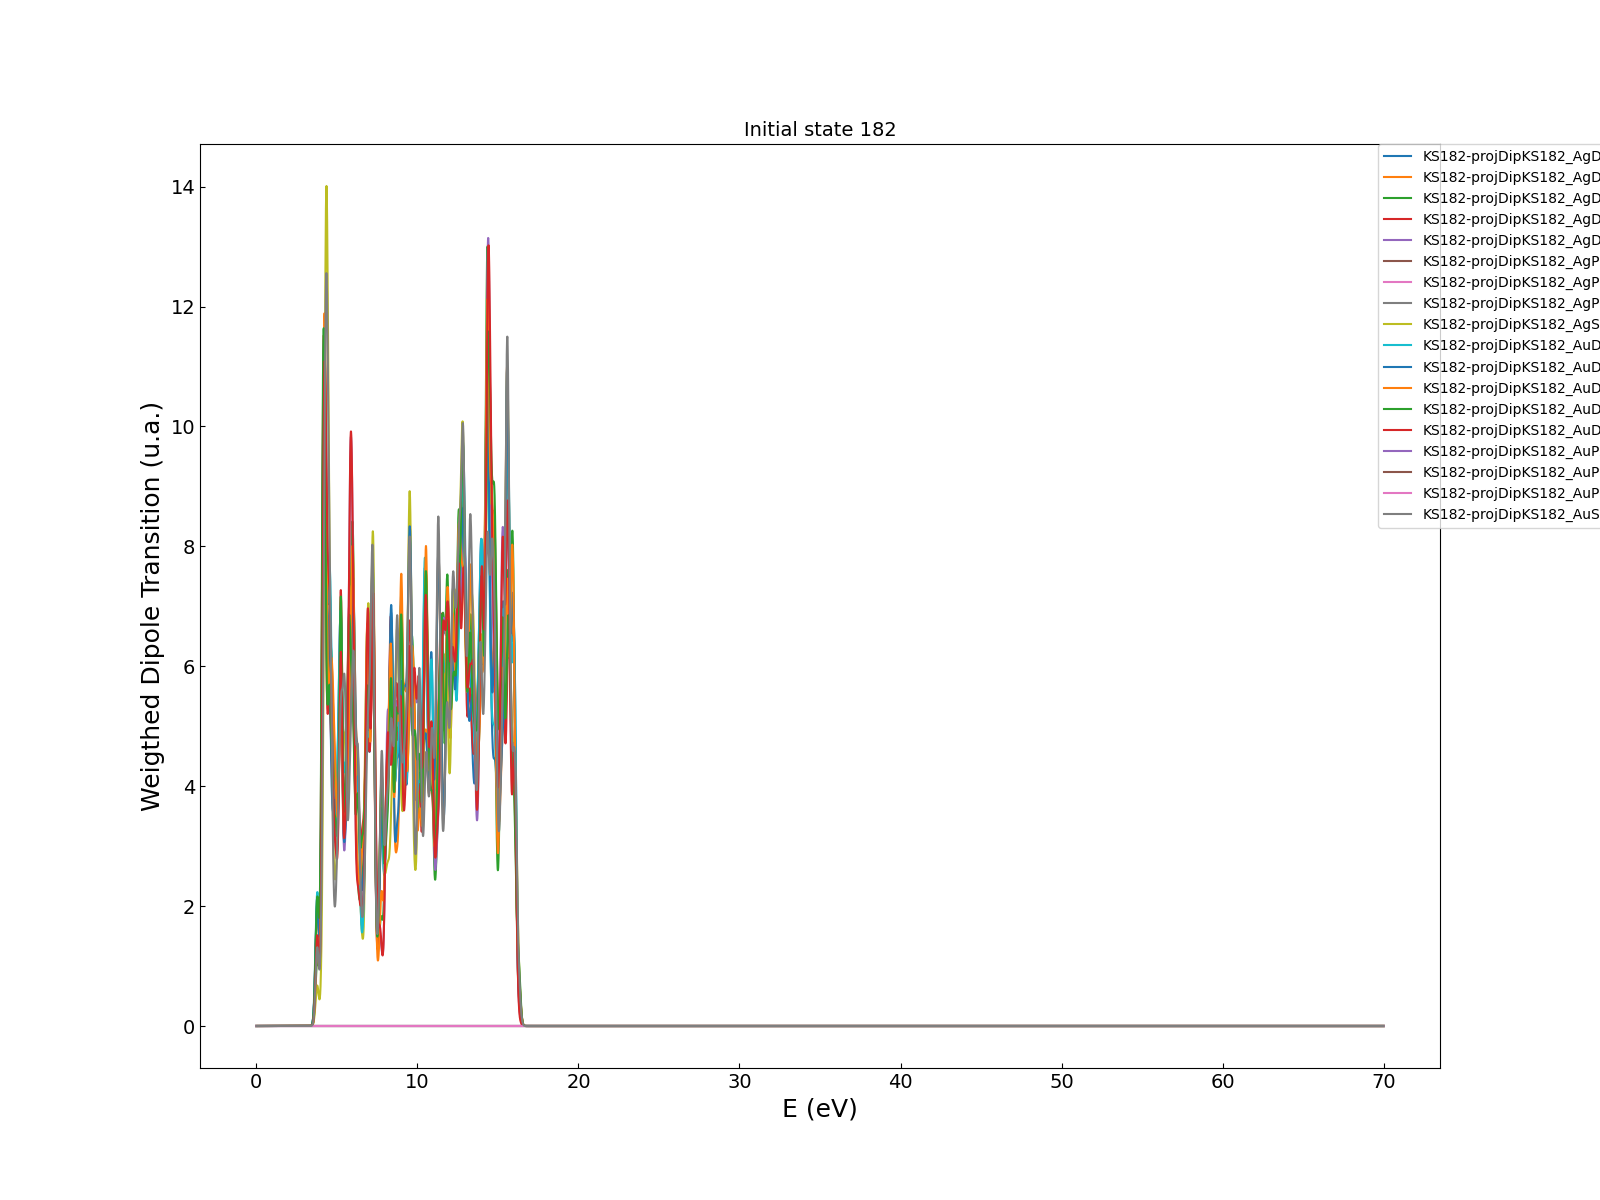 Initial state 182
14
12
10
8
6
4
2
0
Weigthed Dipole Transition (u.a.)
0 10 20 30 40 50 60 70
E (eV)
KS182-projDipKS182_AgD
KS182-projDipKS182_AgD
KS182-projDipKS182_AgD
KS182-projDipKS182_AgD
KS182-projDipKS182_AgD
KS182-projDipKS182_AgP
KS182-projDipKS182_AgP
KS182-projDipKS182_AgP
KS182-projDipKS182_AgS
KS182-projDipKS182_AuD
KS182-projDipKS182_AuD
KS182-projDipKS182_AuD
KS182-projDipKS182_AuD
KS182-projDipKS182_AuD
KS182-projDipKS182_AuP
KS182-projDipKS182_AuP
KS182-projDipKS182_AuP
KS182-projDipKS182_AuS